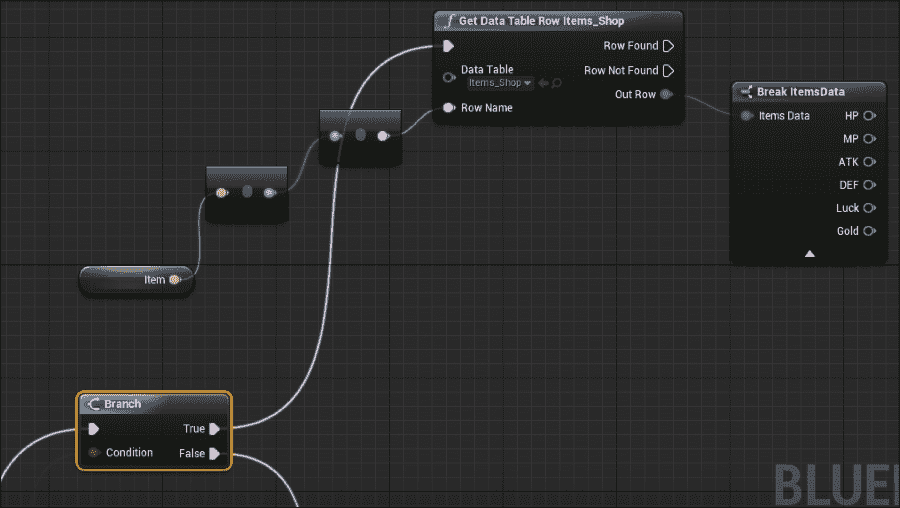 Get Data Table Row Items_Shop
Row Found
Data Table
Items_Shop
Row Not Found
Out Row
Row Name
Break ItemsData
Items Data
HP
MP
ATK
DEF
Luck
Gold
Item
Branch
True
Condition
False